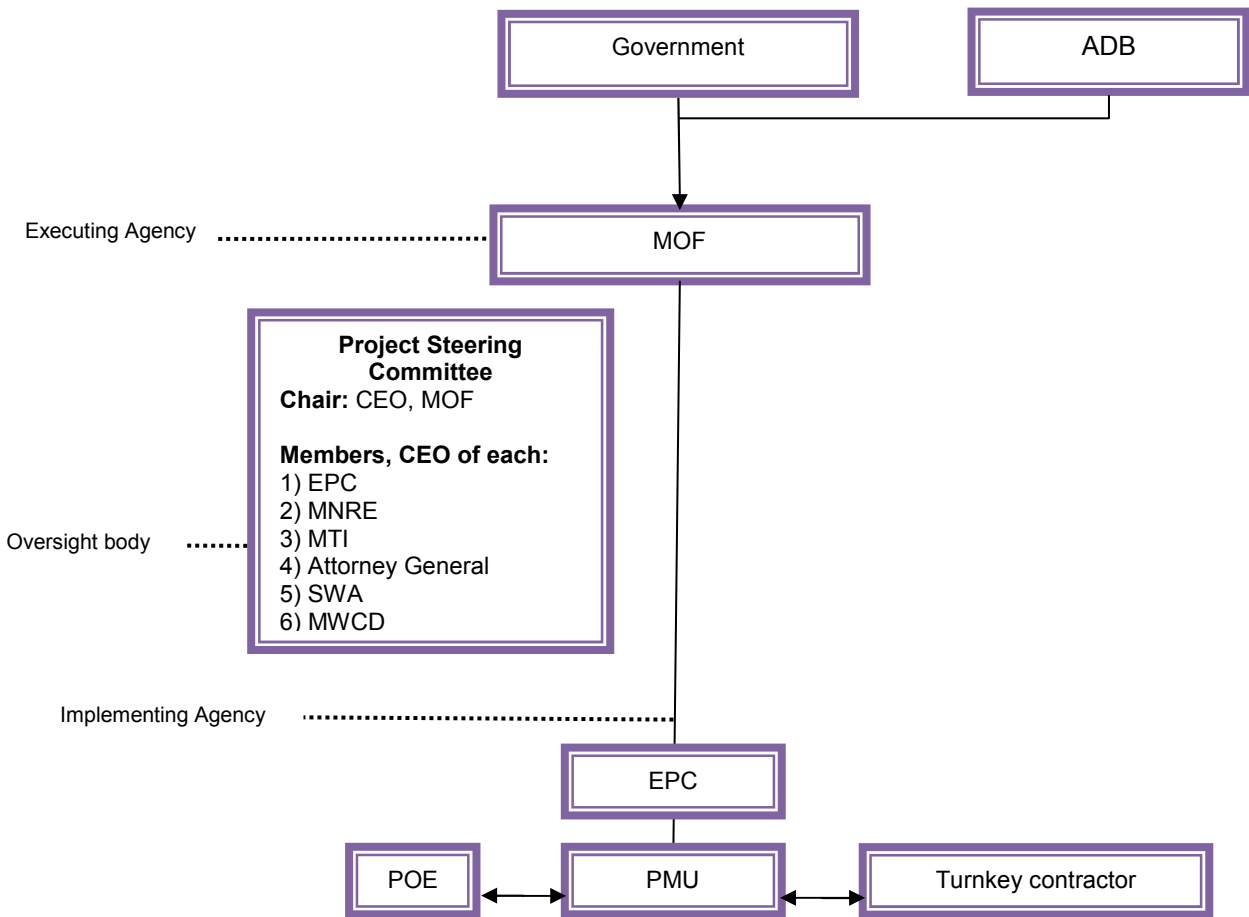 Government
ADB
Executing Agency
MOF
Project Steering
Committee
Chair: CEO, MOF
Members, CEO of each:
1) EPC
2) MNRE
3) MTI
4) Attorney General
5) SWA
6) MWCD
Oversight body
Implementing Agency
EPC
POE
PMU
Turnkey contractor